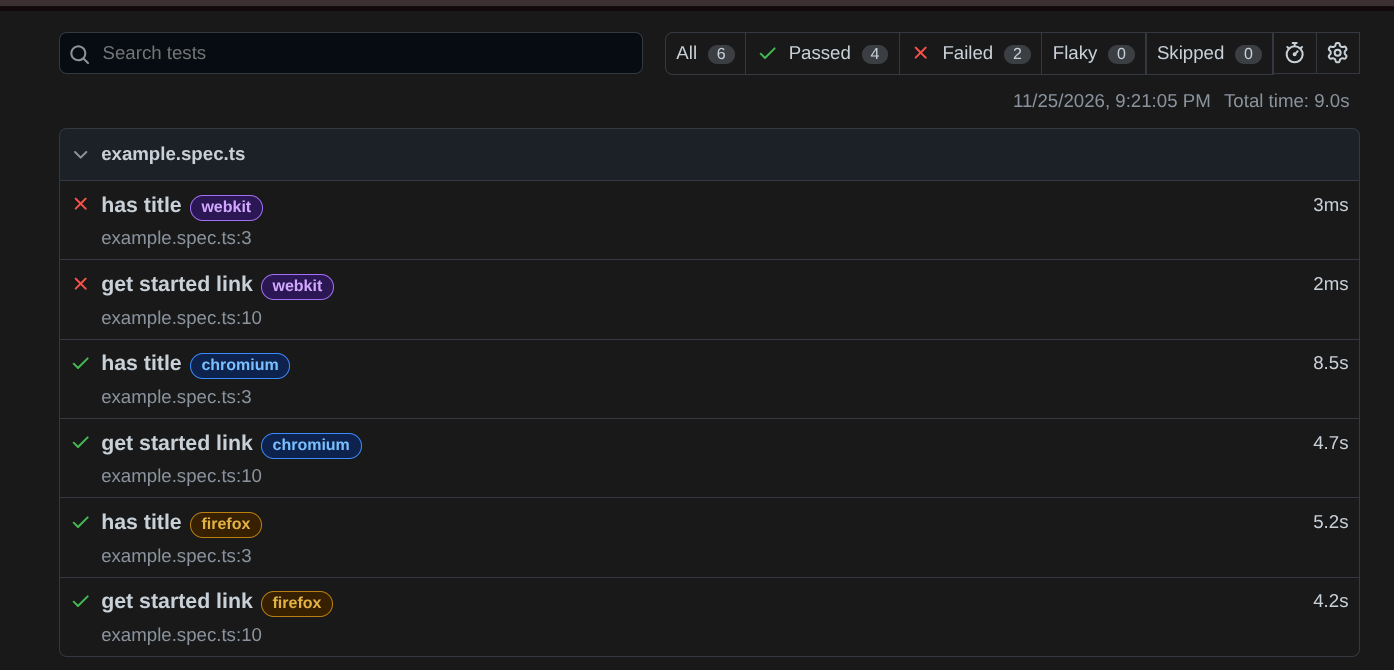 Search tests
All 6 Passed 4 Failed 2 Flaky 0 Skipped 0
11/25/2026, 9:21:05 PM Total time: 9.0s
example.spec.ts
has title webkit 3ms
example.spec.ts:3
get started link webkit 2ms
example.spec.ts:10
has title chromium 8.5s
example.spec.ts:3
get started link chromium 4.7s
example.spec.ts:10
has title firefox 5.2s
example.spec.ts:3
get started link firefox 4.2s
example.spec.ts:10